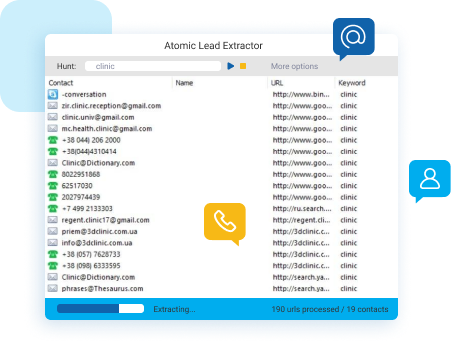 Atomic Lead Extractor
Hunt: clinic More options
Contact Name URL Keyword
-conversation http://www.bin... clinic
zir.clinic.reception@gmail.com http://www.goo... clinic
clinic.univ@gmail.com http://www.goo... clinic
mc.health.clinic@gmail.com http://www.goo... clinic
+38 044) 206 2000 http://www.goo... clinic
+38(044)4310414 http://www.goo... clinic
Clinic@Dictionary.com http://www.goo... clinic
8022951868 http://www.goo... clinic
62517030 http://www.goo... clinic
2027974439 http://www.goo... clinic
+7 499 2133303 http://ru.search.... clinic
regent.clinic17@gmail.com http://regent.cli... clinic
priem@3dclinic.com.ua http://3dclinic.c... clinic
info@3dclinic.com.ua http://3dclinic.c... clinic
+38 (057) 7628733 http://3dclinic.c... clinic
+38 (098) 6333595 http://3dclinic.c... clinic
Clinic@Dictionary.com http://search.ya... clinic
phrases@Thesaurus.com http://search.ya... clinic
Extracting... 190 urls processed / 19 contacts